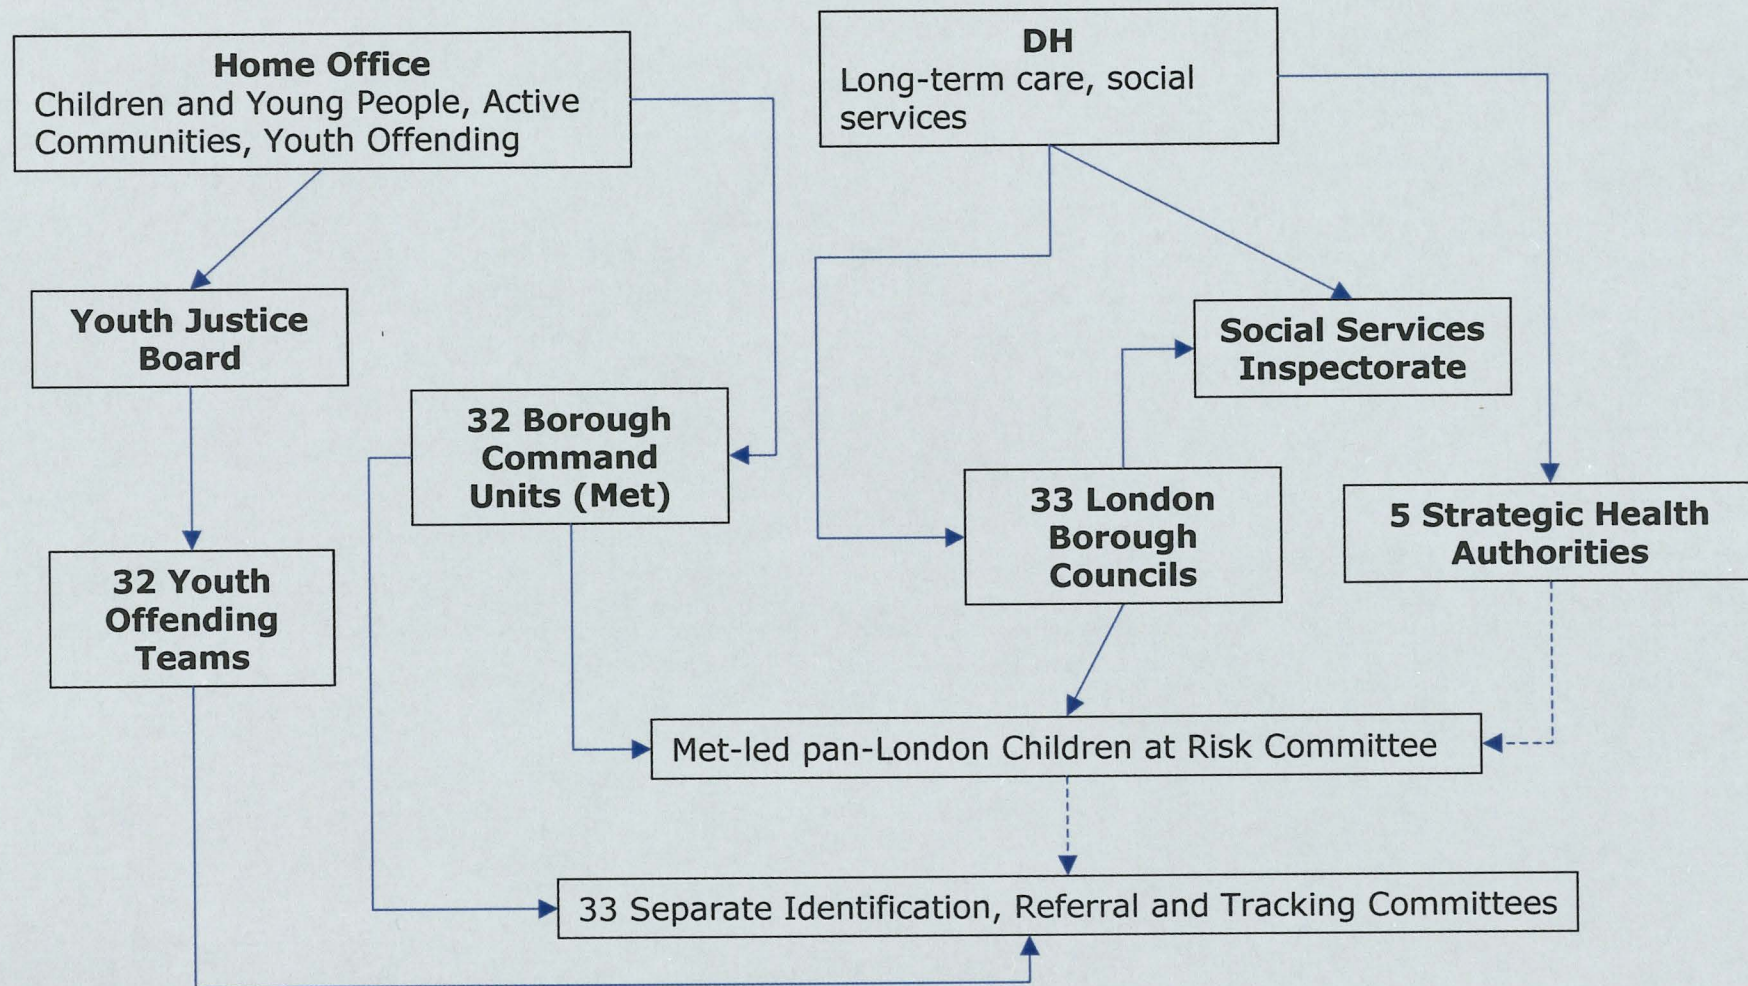 Home Office
Children and Young People, Active
Communities, Youth Offending
DH
Long-term care, social
services
Youth Justice
Board
Social Services
Inspectorate
32 Borough
Command
Units (Met)
33 London
Borough
Councils
5 Strategic Health
Authorities
32 Youth
Offending
Teams
Met-led pan-London Children at Risk Committee
33 Separate Identification, Referral and Tracking Committees